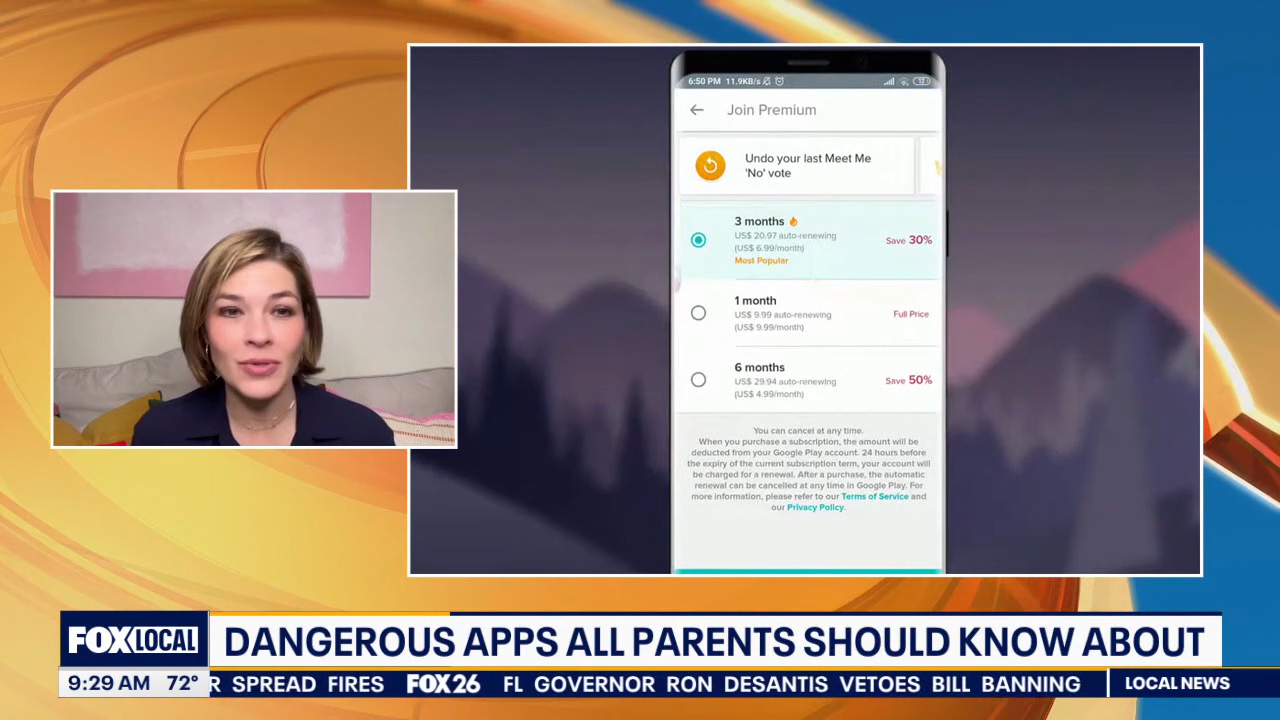 6:50 PM 11.9KB/s
12
Join Premium
Undo your last Meet Me
'No' vote
3 months
US$ 20.97 auto-renewing
(US$ 6.99/month)
Most Popular
Save 30%
1 month
US$ 9.99 auto-renewing
(US$ 9.99/month)
Full Price
6 months
US$ 29.94 auto-renewing
(US$ 4.99/month)
Save 50%
You can cancel at any time.
When you purchase a subscription, the amount will be
deducted from your Google Play account. 24 hours before
the expiry of the current subscription term, your account will
be charged for a renewal. After a purchase, the automatic
renewal can be cancelled at any time in Google Play. For
more information, please refer to our Terms of Service and
our Privacy Policy.
FOX LOCAL
DANGEROUS APPS ALL PARENTS SHOULD KNOW ABOUT
9:29 AM 72°
R SPREAD FIRES FOX 26 FL GOVERNOR RON DESANTIS VETOES BILL BANNING
LOCAL NEWS